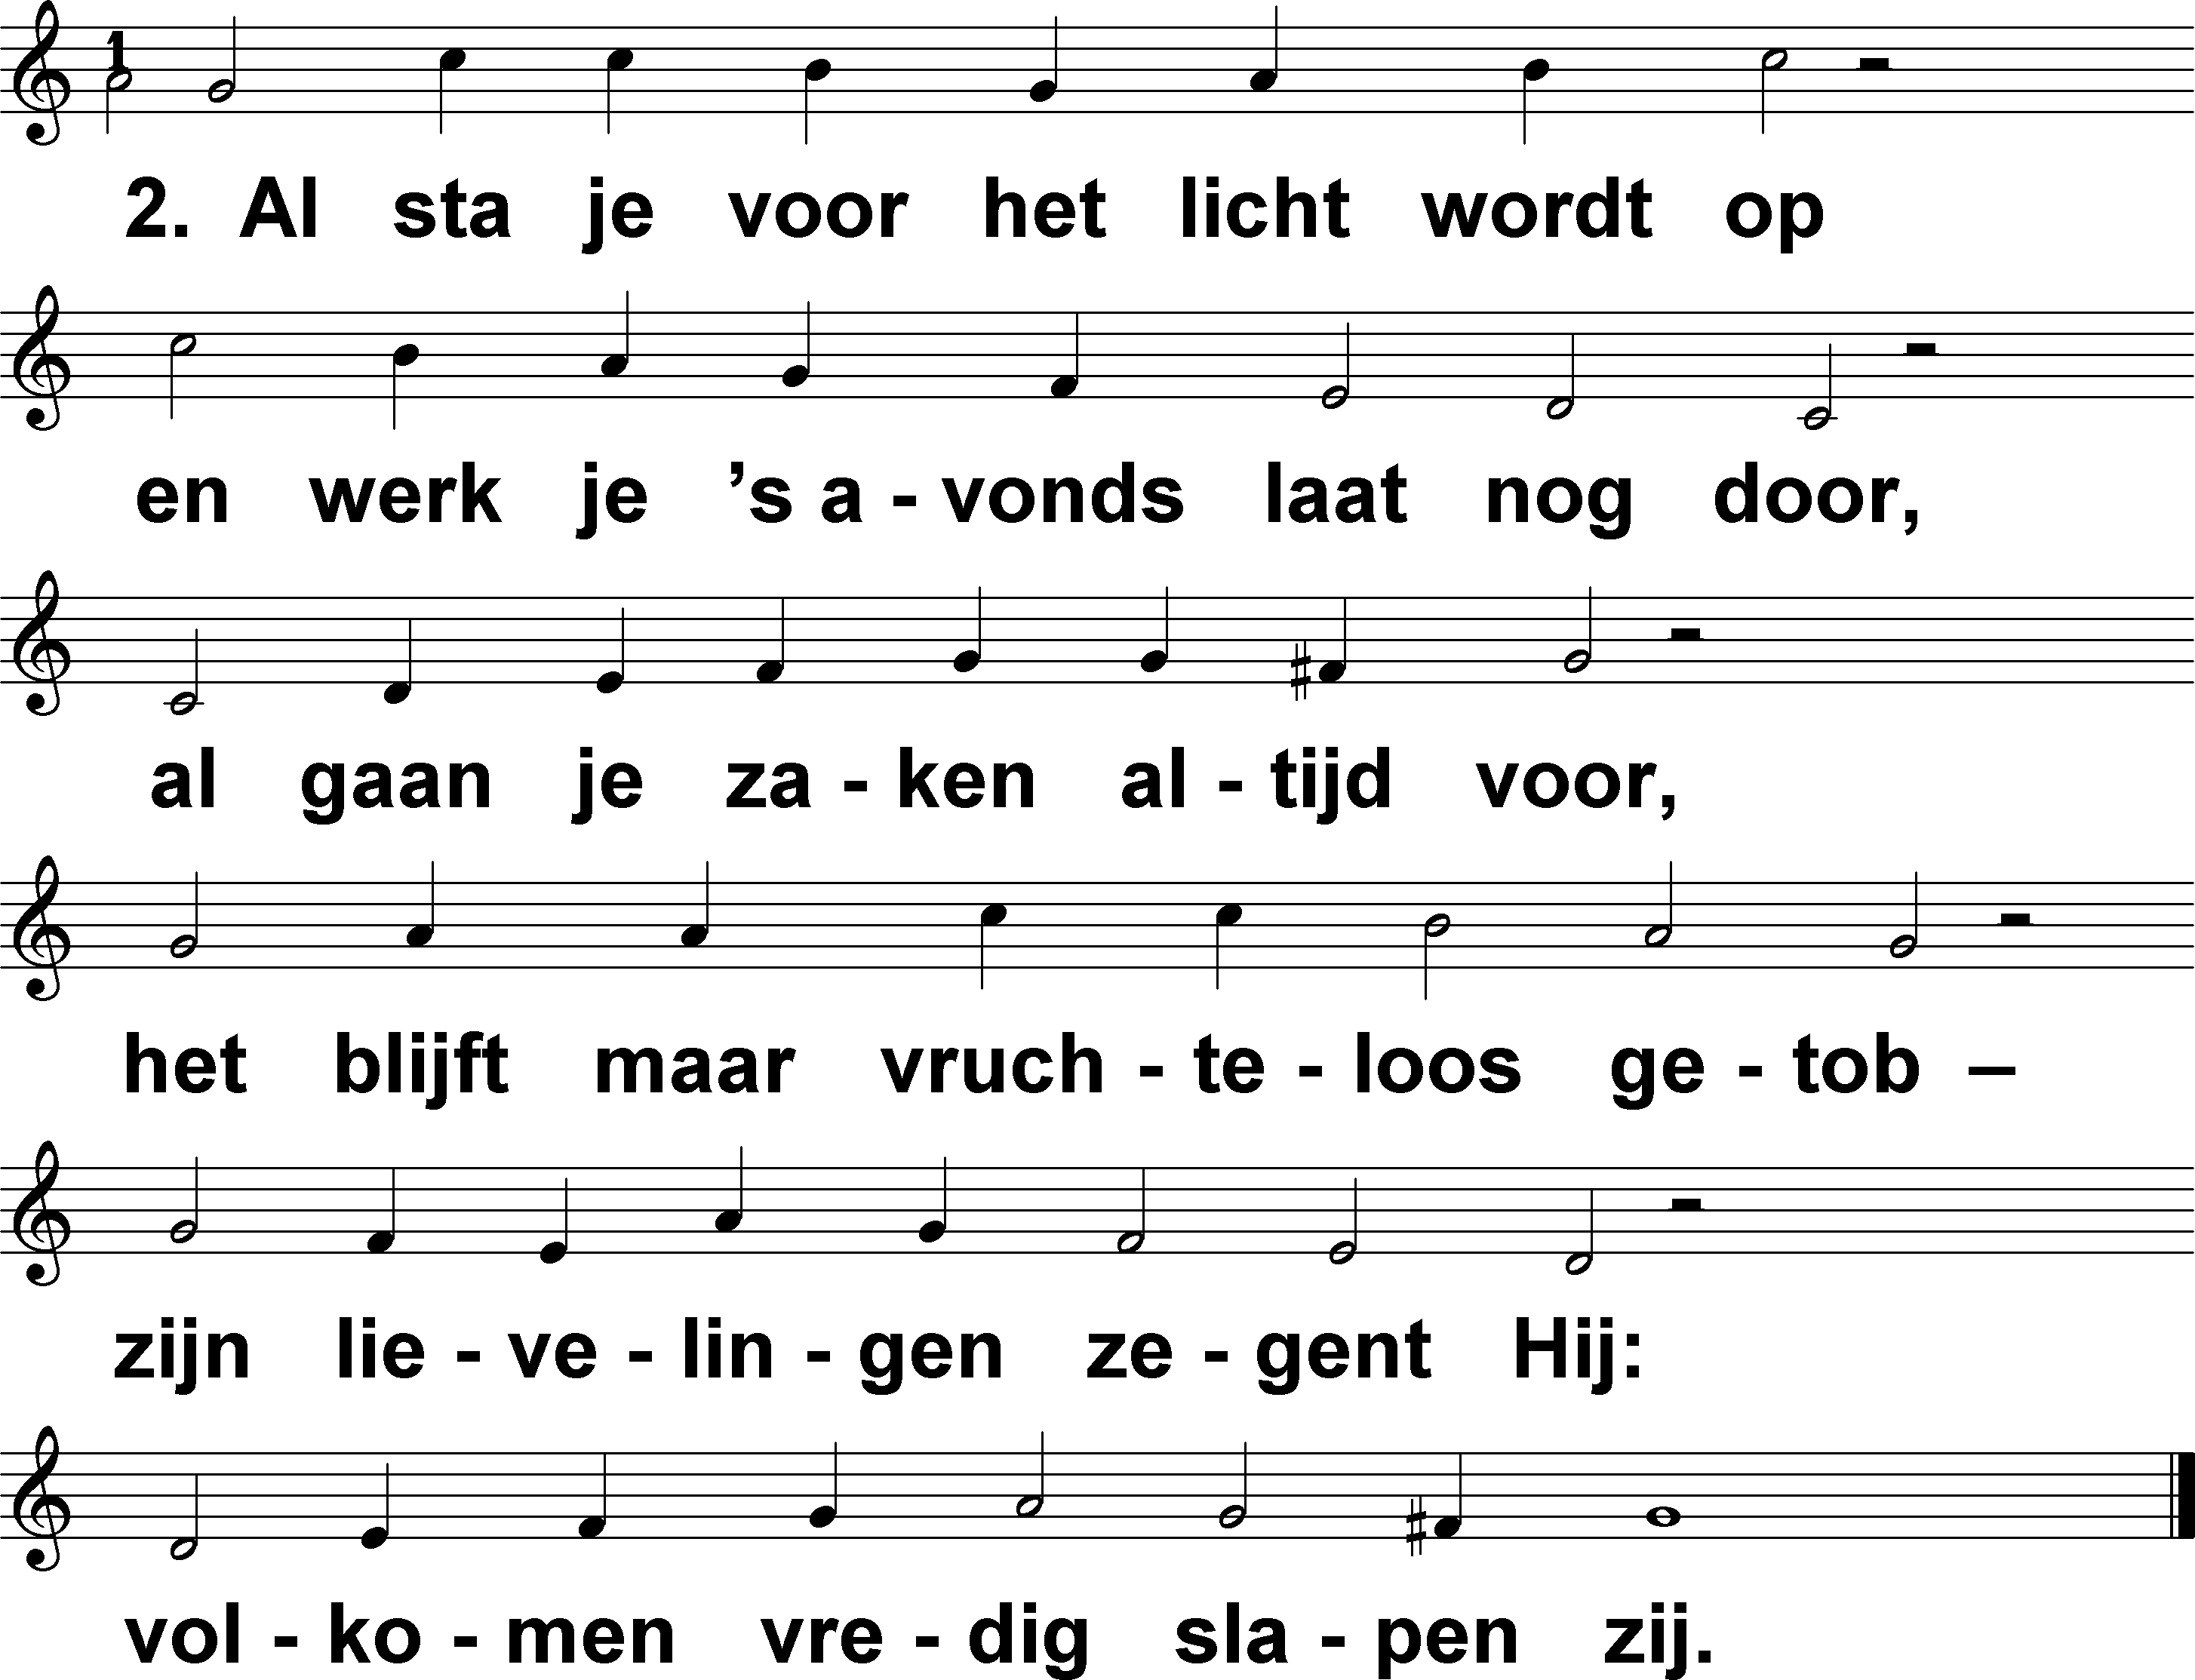 1
2. Al sta je voor het licht wordt op
en werk je ’s a - vonds laat nog door,
al gaan je za - ken al - tijd voor,
het blijft maar vruch - te - loos ge - tob –
zijn lie - ve - lin - gen ze - gent Hij:
vol - ko - men vre - dig sla - pen zij.